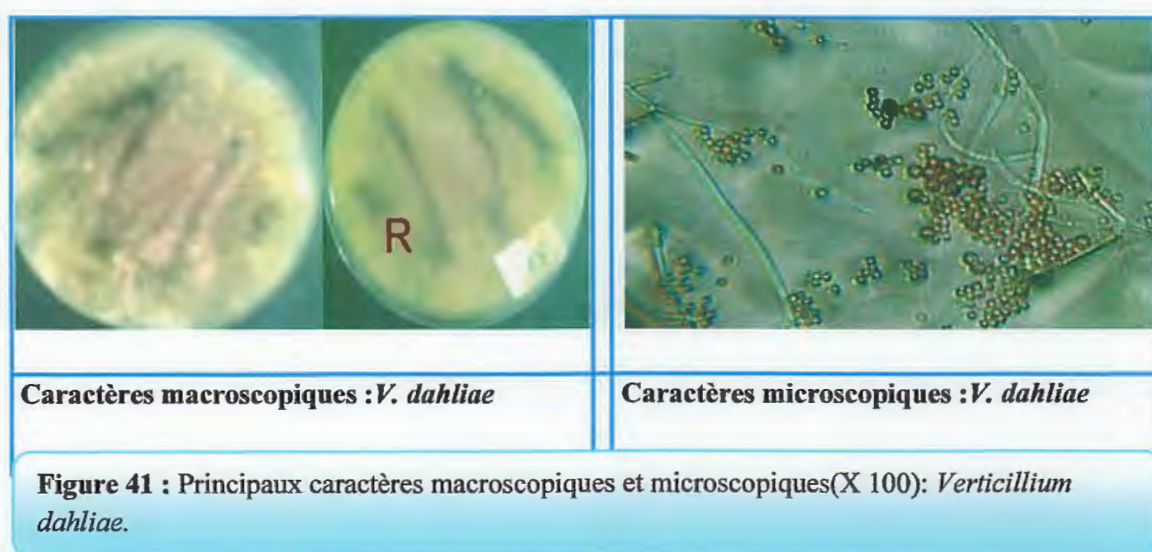 R
Caractères macroscopiques :V. dahliae
Caractères microscopiques :V. dahliae
Figure 41 : Principaux caractères macroscopiques et microscopiques(X 100): Verticillium
dahliae.